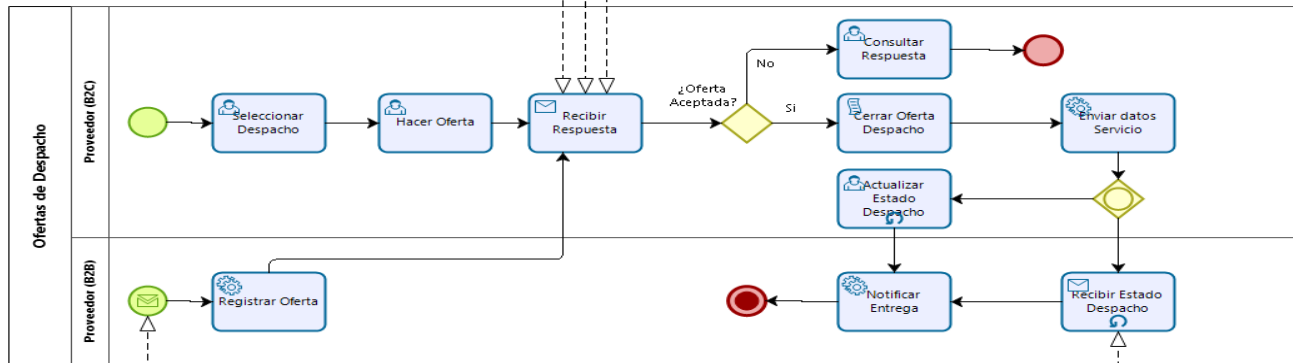 Ofertas de Despacho
Proveedor (B2C)
Seleccionar
Despacho
Hacer Oferta
Recibir
Respuesta
¿Oferta
Aceptada?
No
Si
Consultar
Respuesta
Cerrar Oferta
Despacho
Enviar datos
Servicio
Actualizar
Estado
Despacho
Proveedor (B2B)
Registrar Oferta
Notificar
Entrega
Recibir Estado
Despacho